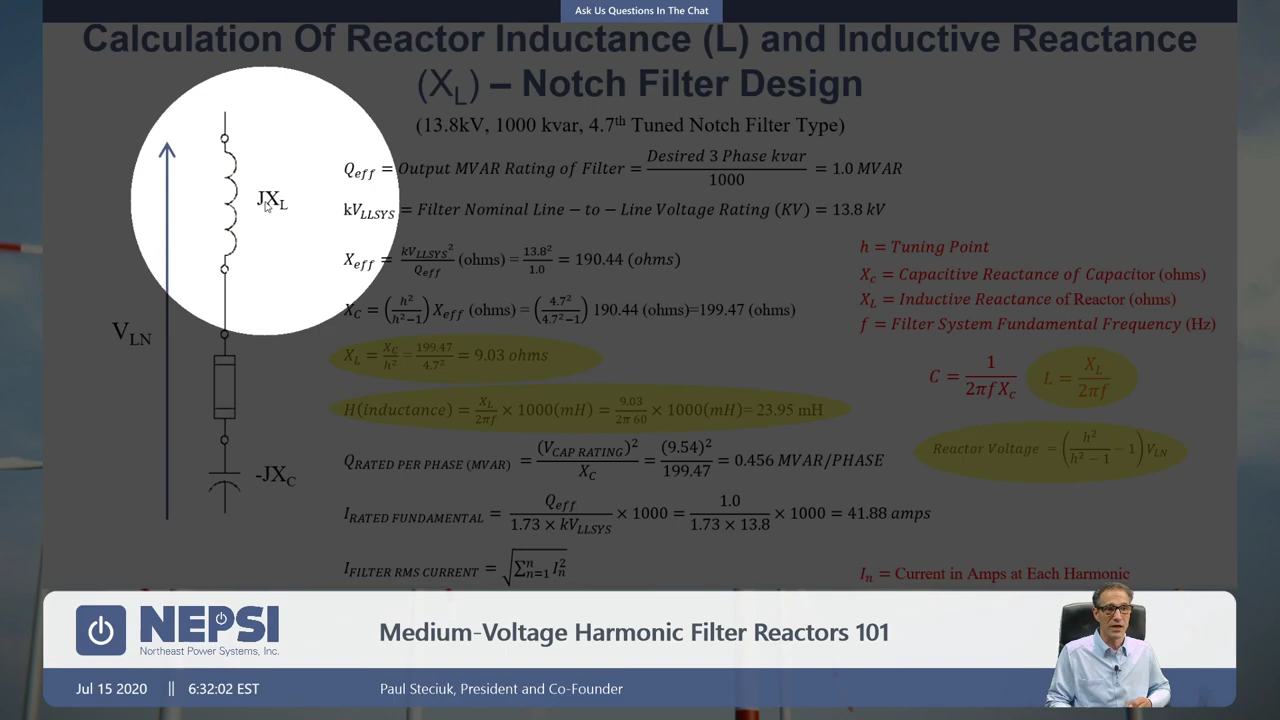 Ask Us Questions In The Chat
Calculation Of Reactor Inductance (L) and Inductive Reactance
(X_L) – Notch Filter Design
(13.8kV, 1000 kvar, 4.7th Tuned Notch Filter Type)
Q_eff = Output MVAR Rating of Filter = Desired 3 Phase kvar / 1000 = 1.0 MVAR
kV_LLSYS = Filter Nominal Line − to − Line Voltage Rating (KV) = 13.8 kV
X_eff = kV_LLSYS² / Q_eff (ohms) = 13.8² / 1.0 = 190.44 (ohms)
X_C = (h² / h²−1) X_eff (ohms) = (4.7² / 4.7²−1) 190.44 (ohms)=199.47 (ohms)
X_L = X_C / h² = 199.47 / 4.7² = 9.03 ohms
H(inductance) = X_L / 2πf × 1000(mH) = 9.03 / 2π 60 × 1000(mH)= 23.95 mH
Q_RATED PER PHASE (MVAR) = (V_CAP RATING)² / X_C = (9.54)² / 199.47 = 0.456 MVAR/PHASE
I_RATED FUNDAMENTAL = Q_eff / 1.73 × kV_LLSYS × 1000 = 1.0 / 1.73 × 13.8 × 1000 = 41.88 amps
I_FILTER RMS CURRENT = √∑ⁿₙ₌₁ Iₙ²
h = Tuning Point
X_c = Capacitive Reactance of Capacitor (ohms)
X_L = Inductive Reactance of Reactor (ohms)
f = Filter System Fundamental Frequency (Hz)
C = 1 / 2πfX_c
L = X_L / 2πf
Reactor Voltage = (h² / h² − 1 − 1) V_LN
I_n = Current in Amps at Each Harmonic
JX_L
V_LN
-JX_C
NEPSI
Northeast Power Systems, Inc.
Medium-Voltage Harmonic Filter Reactors 101
Jul 15 2020 || 6:32:02 EST
Paul Steciuk, President and Co-Founder